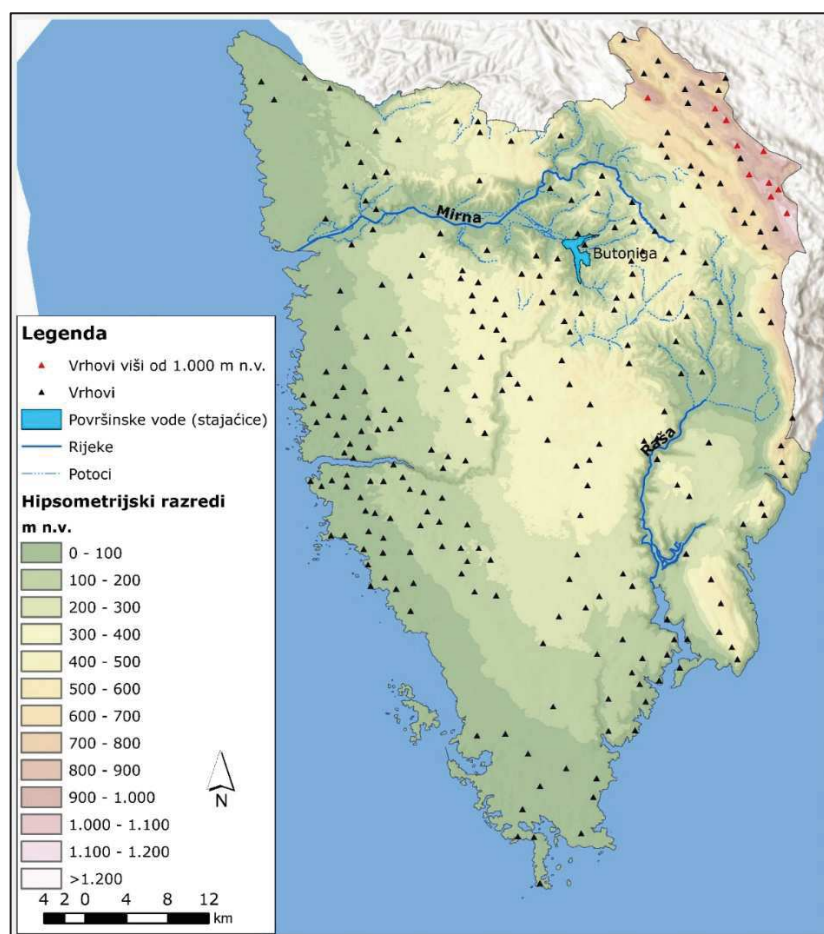 Mirna
Butoniga
Raša
Legenda
Vrhovi viši od 1.000 m n.v.
Vrhovi
Površinske vode (stajaćice)
Rijeke
Potoci
Hipsometrijski razredi
m n.v.
0 - 100
100 - 200
200 - 300
300 - 400
400 - 500
500 - 600
600 - 700
700 - 800
800 - 900
900 - 1.000
1.000 - 1.100
1.100 - 1.200
>1.200
N
4 2 0 4 8 12
km